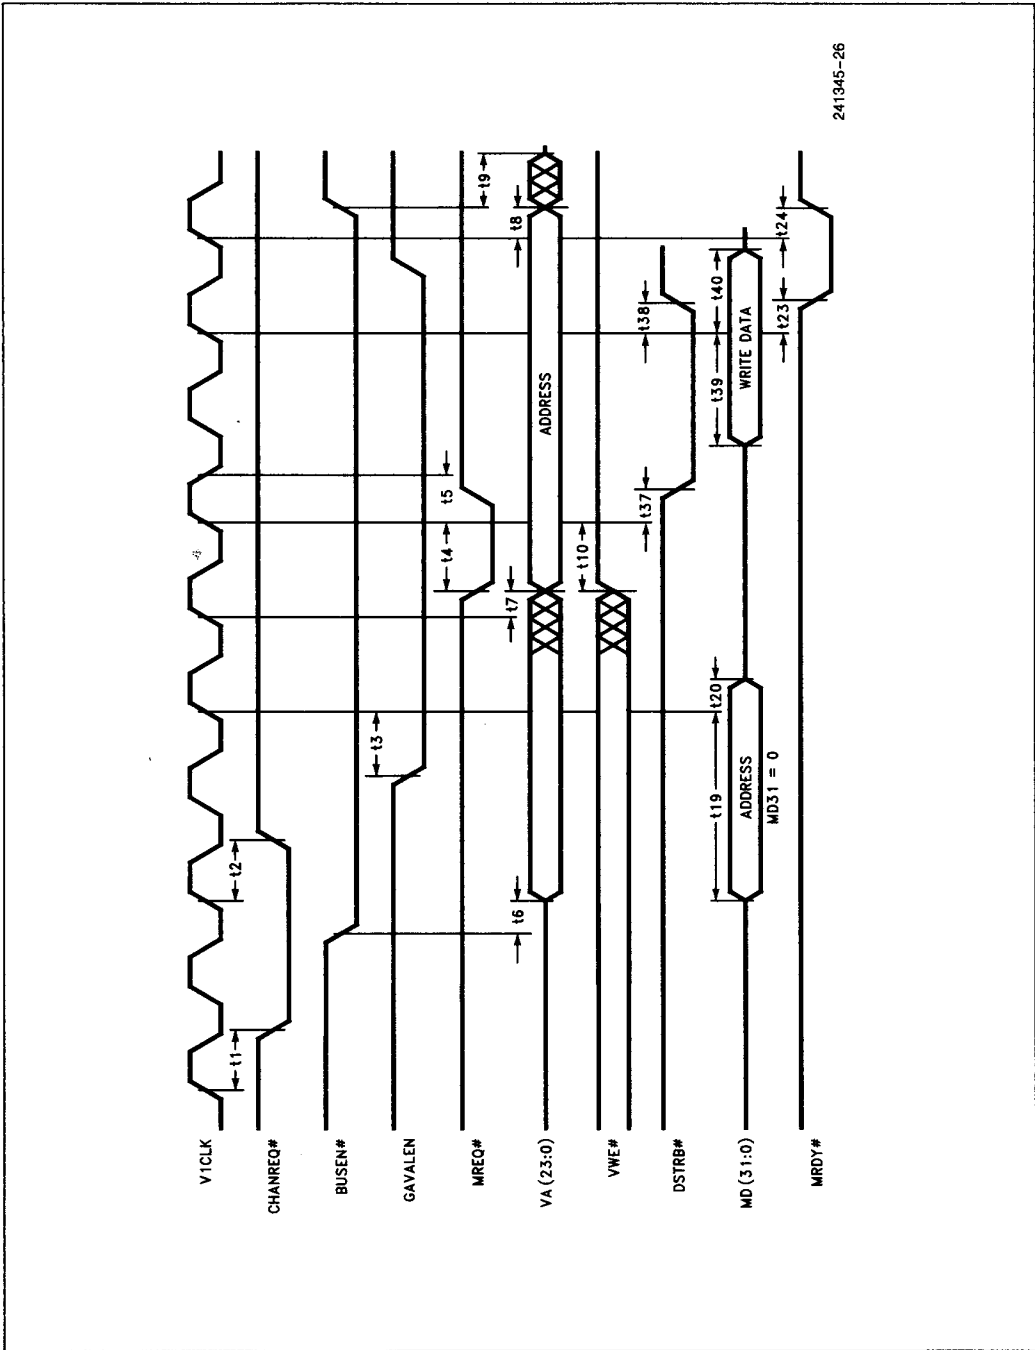 V1CLK
t1 t2
CHANREQ#
BUSEN#
t3
GAVALEN
t4 t5
MREQ#
t9
t6 t7 t8
VA (23:0) ADDRESS
t10
VWE#
t37 t38
DSTRB#
t19 t20 t39 t40
MD (31:0) ADDRESS WRITE DATA
MD31 = 0
t23 t24
MRDY#
241345-26